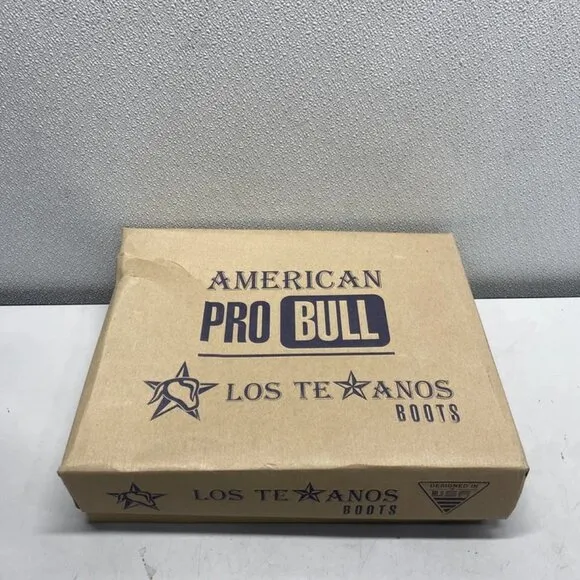 AMERICAN
PRO BULL
LOS TE★ANOS
BOOTS
LOS TE★ANOS
BOOTS
DESIGNED IN
USA